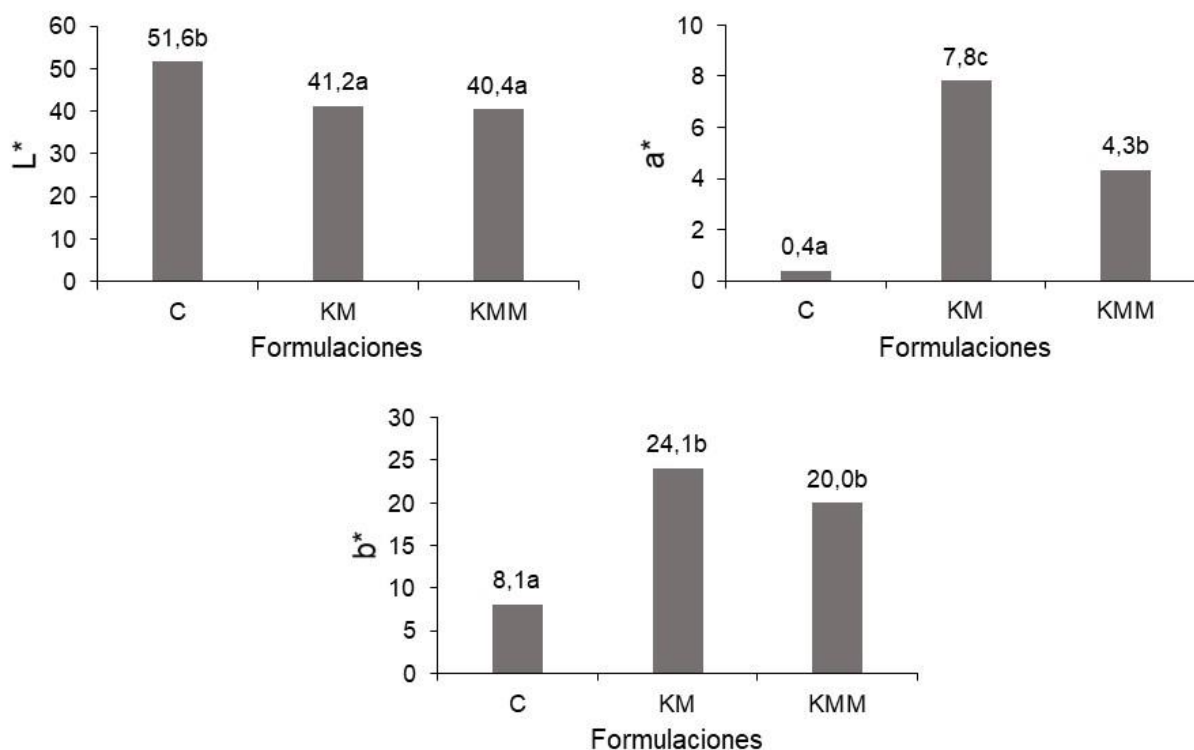 L*
60
50
40
30
20
10
0
51,6b
41,2a
40,4a
C KM KMM
Formulaciones
a*
10
8
6
4
2
0
0,4a
7,8c
4,3b
C KM KMM
Formulaciones
b*
30
25
20
15
10
5
0
8,1a
24,1b
20,0b
C KM KMM
Formulaciones